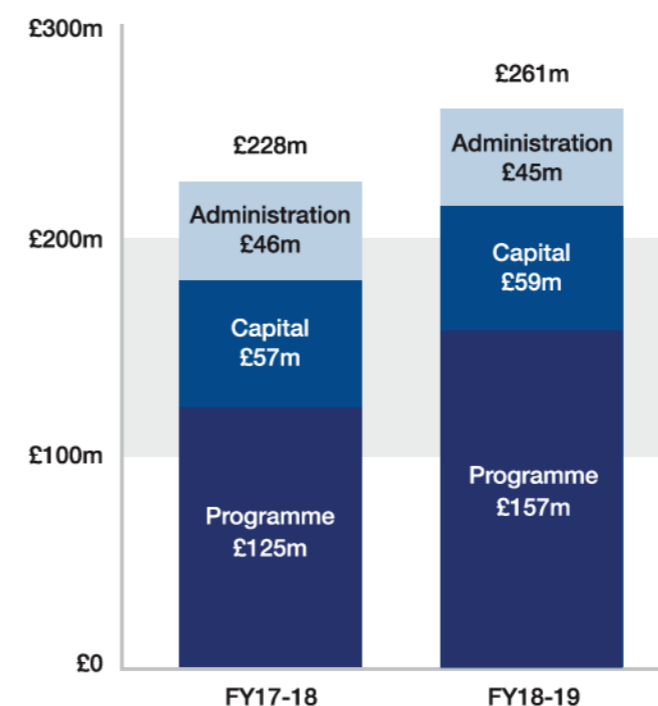 £300m
£200m
£100m
£0
£228m
Administration
£46m
Capital
£57m
Programme
£125m
FY17-18
£261m
Administration
£45m
Capital
£59m
Programme
£157m
FY18-19